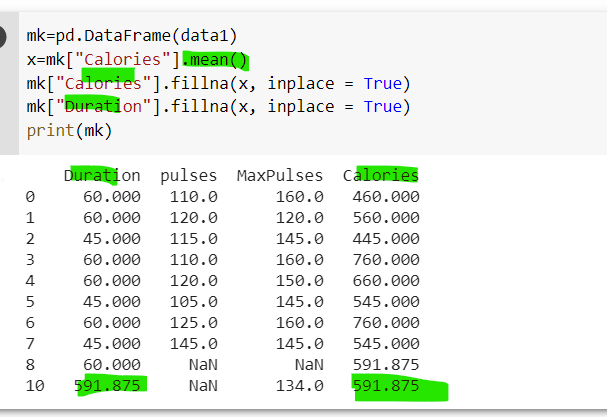 mk=pd.DataFrame(data1)
x=mk["Calories"].mean()
mk["Calories"].fillna(x, inplace = True)
mk["Duration"].fillna(x, inplace = True)
print(mk)
Duration pulses MaxPulses Calories
0 60.000 110.0 160.0 460.000
1 60.000 120.0 120.0 560.000
2 45.000 115.0 145.0 445.000
3 60.000 110.0 160.0 760.000
4 60.000 120.0 150.0 660.000
5 45.000 105.0 145.0 545.000
6 60.000 125.0 160.0 760.000
7 45.000 145.0 145.0 545.000
8 60.000 NaN NaN 591.875
10 591.875 NaN 134.0 591.875